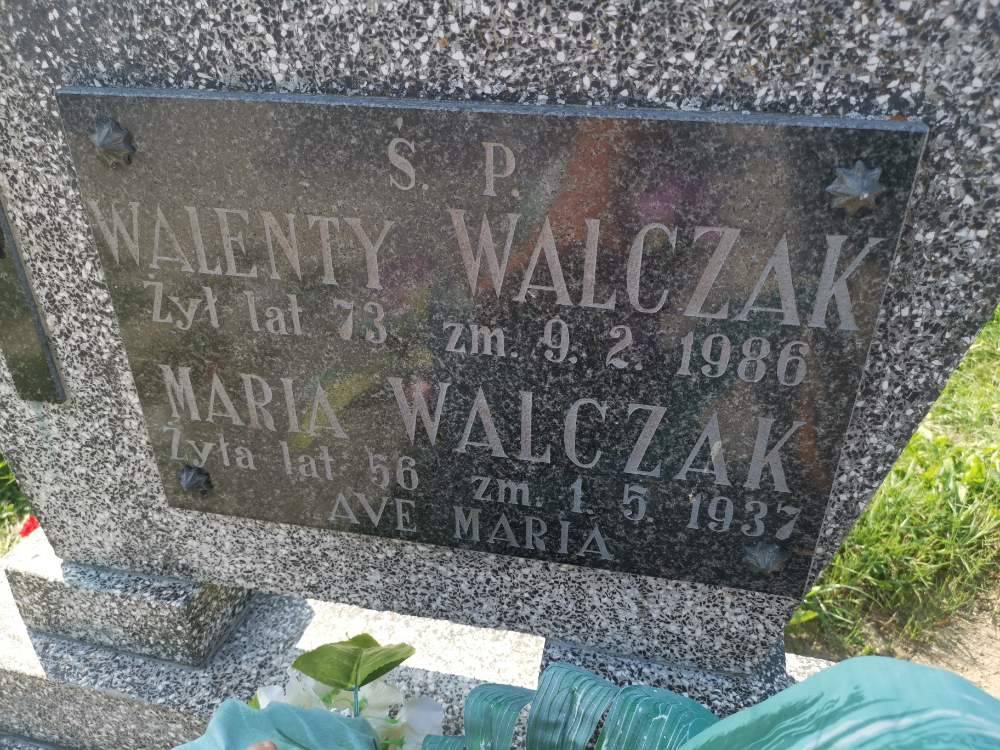 Ś. P.
WALENTY WALCZAK
Żył lat 73 zm. 9. 2. 1986
MARIA WALCZAK
Żyła lat 56 zm. 1. 5. 1937
AVE MARIA